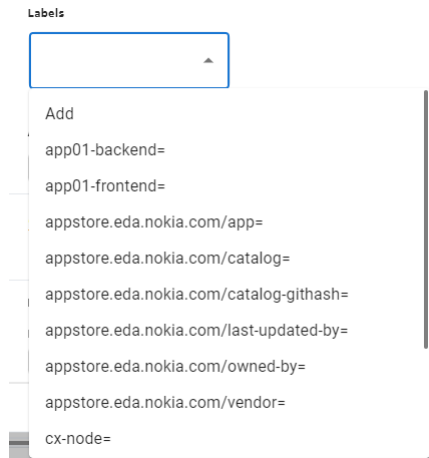 Labels
Add
app01-backend=
app01-frontend=
appstore.eda.nokia.com/app=
appstore.eda.nokia.com/catalog=
appstore.eda.nokia.com/catalog-githash=
appstore.eda.nokia.com/last-updated-by=
appstore.eda.nokia.com/owned-by=
appstore.eda.nokia.com/vendor=
cx-node=